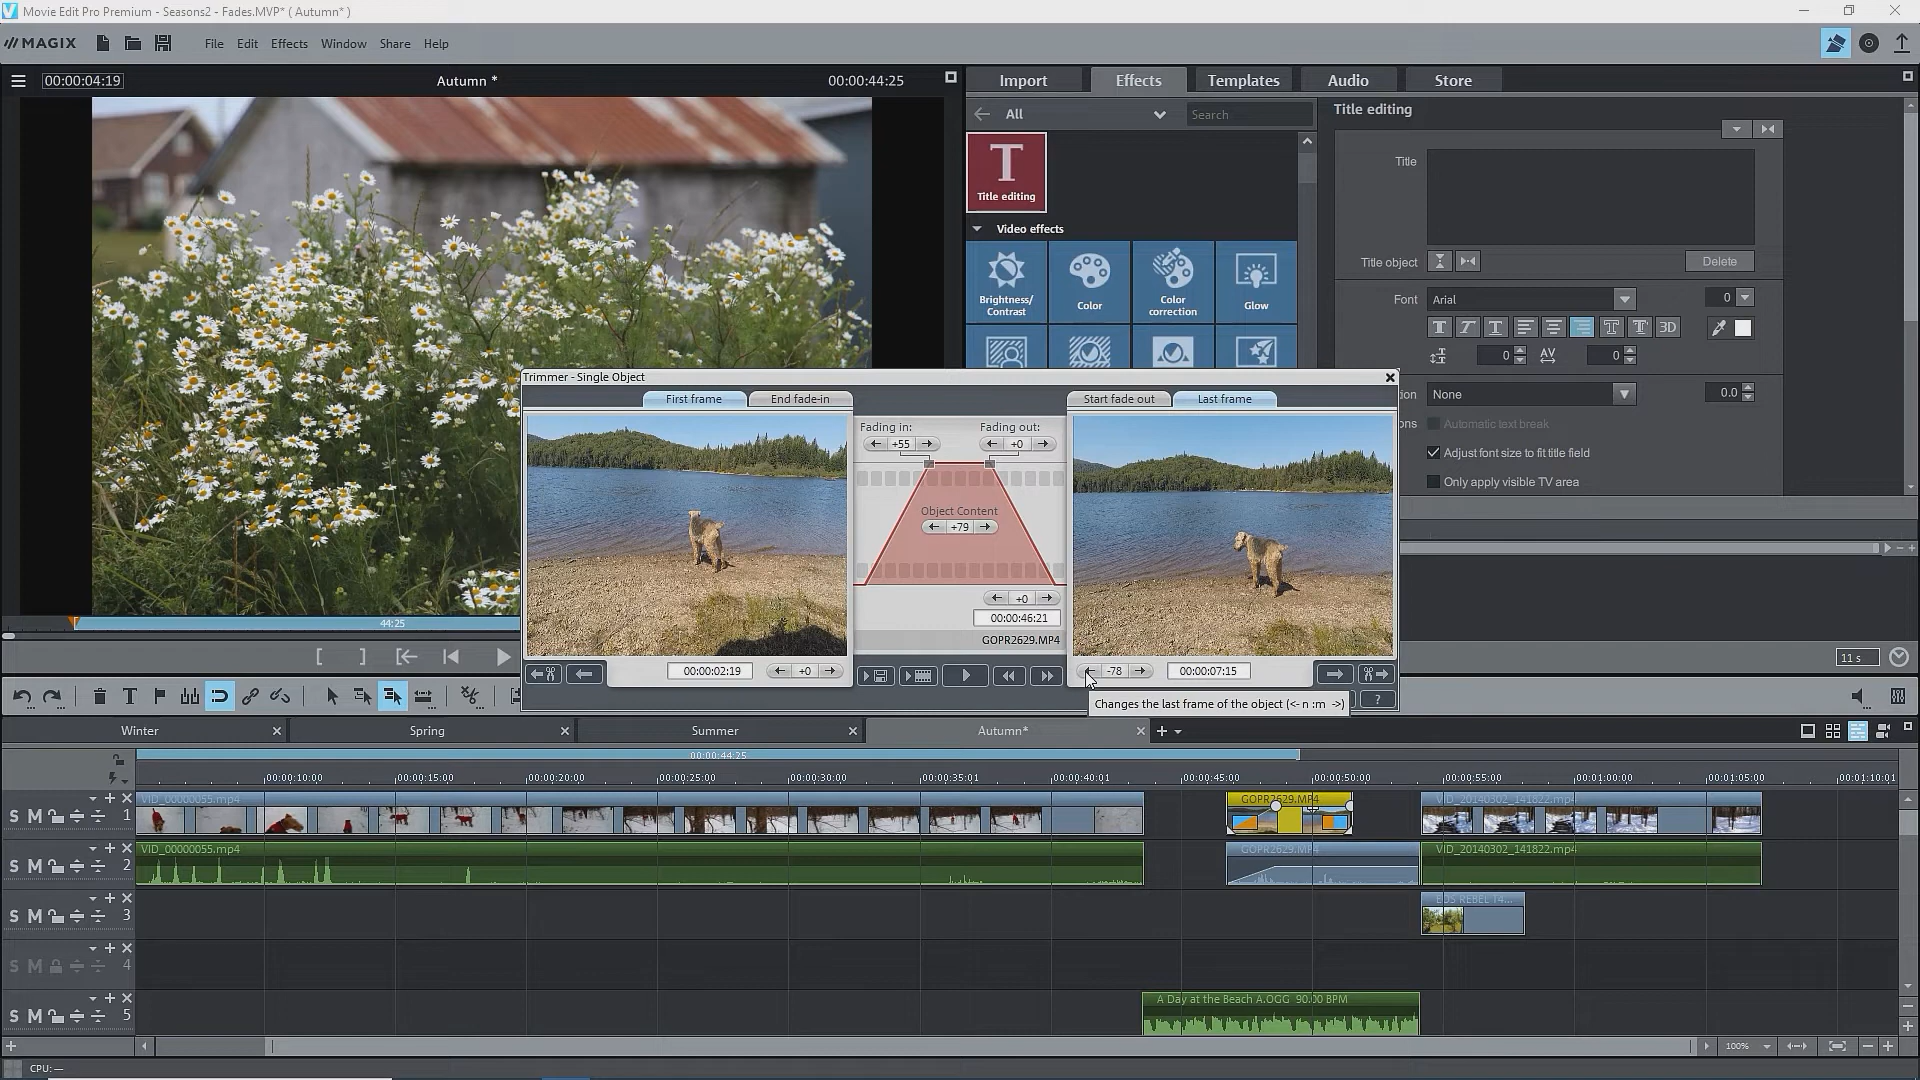 Movie Edit Pro Premium - Seasons2 - Fades.MVP* ( Autumn* )
MAGIX File Edit Effects Window Share Help
00:00:04:19 Autumn * 00:00:44:25
Import Effects Templates Audio Store
All Search
Title editing
Title editing
Title
Video effects
Brightness/
Contrast
Color
Color
correction
Glow
Title object Delete
Font Arial 0
3D
0 AV 0
None 0.0
Automatic text break
Adjust font size to fit title field
Only apply visible TV area
44:25
Trimmer - Single Object
First frame End fade-in Start fade out Last frame
Fading in: Fading out:
+55 +0
Object Content
+79
+0
00:00:46:21
GOPR2629.MP4
00:00:02:19 +0 -78 00:00:07:15
?
Changes the last frame of the object (<- n :m ->)
11 s
Winter Spring Summer Autumn*
00:00:44:25
00:00:10:00 00:00:15:00 00:00:20:00 00:00:25:00 00:00:30:00 00:00:35:01 00:00:40:01 00:00:45:00 00:00:50:00 00:00:55:00 00:01:00:00 00:01:05:00 00:01:10:01
VID_00000055.mp4 GOPR2629.MP4 VID_20140302_141822.mp4
S M 1
VID_00000055.mp4 GOPR2629.MP4 VID_20140302_141822.mp4
S M 2
EOS REBEL T4...
S M 3
S M 4
A Day at the Beach A.OGG 90.00 BPM
S M 5
100%
CPU: —